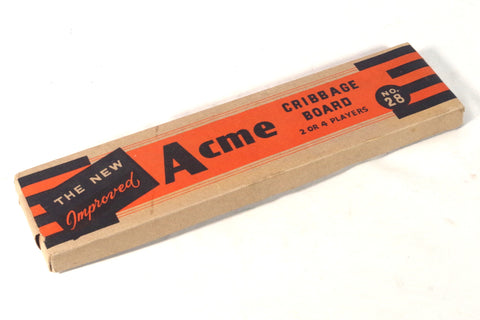 THE NEW
Improved
Acme
CRIBBAGE
BOARD
2 OR 4 PLAYERS
NO.
28